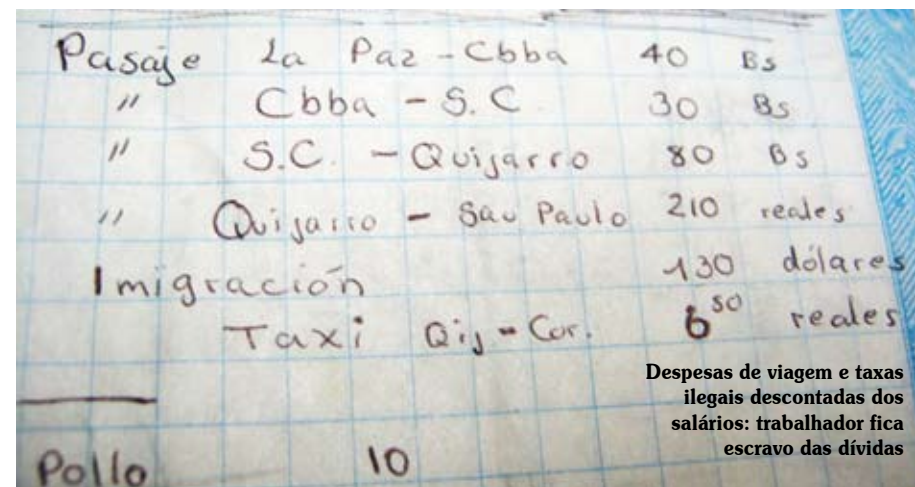 Pasaje La Paz - Cbba 40 Bs
" Cbba - S.C. 30 Bs
" S.C. - Quijarro 80 Bs
" Quijarro - Sau Paulo 210 reales
Imigración 130 dólares
Taxi Qij - Cor. 6 50 reales
Despesas de viagem e taxas
ilegais descontadas dos
salários: trabalhador fica
escravo das dívidas
Pollo 10